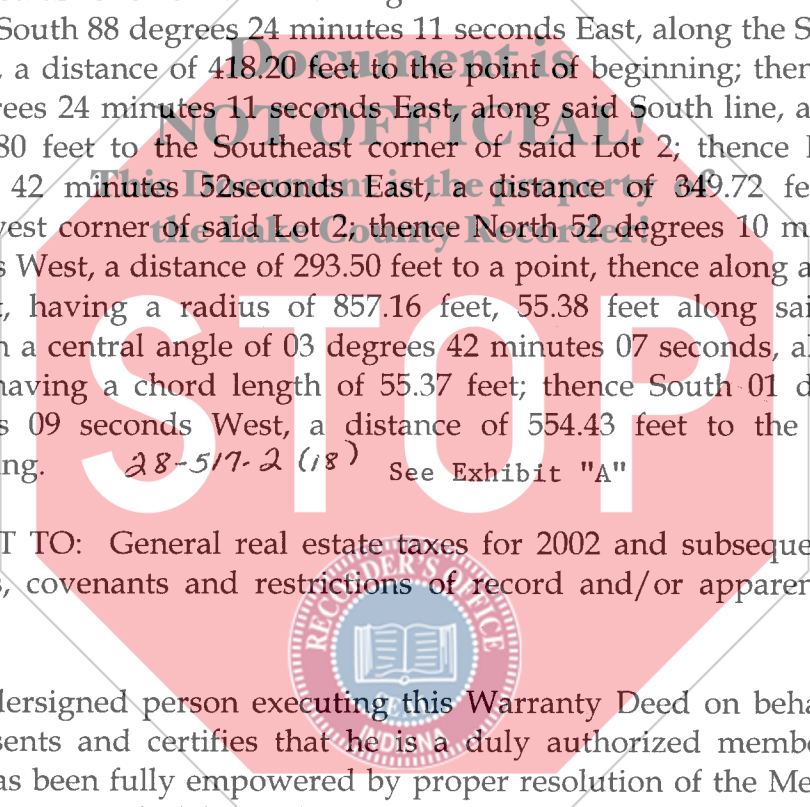 South 88 degrees 24 minutes 11 seconds East, along the S
, a distance of 418.20 feet to the point of beginning; then
rees 24 minutes 11 seconds East, along said South line, a
80 feet to the Southeast corner of said Lot 2; thence
42 minutes 52seconds East, a distance of 349.72 fe
vest corner of said Lot 2; thence North 52 degrees 10 m
s West, a distance of 293.50 feet to a point, thence along a
, having a radius of 857.16 feet, 55.38 feet along sai
n a central angle of 03 degrees 42 minutes 07 seconds, al
having a chord length of 55.37 feet; thence South 01 d
s 09 seconds West, a distance of 554.43 feet to the
ng. 28-517-2 (18) See Exhibit "A"
T TO: General real estate taxes for 2002 and subseque
s, covenants and restrictions of record and/or apparen
dersigned person executing this Warranty Deed on beha
sents and certifies that he is a duly authorized membe
as been fully empowered by proper resolution of the Me
Document is
NOT OFFICIAL!
This Document is the property of
the Lake County Recorder!
STOP
RECORDER'S OFFICE
SEAL
INDIANA